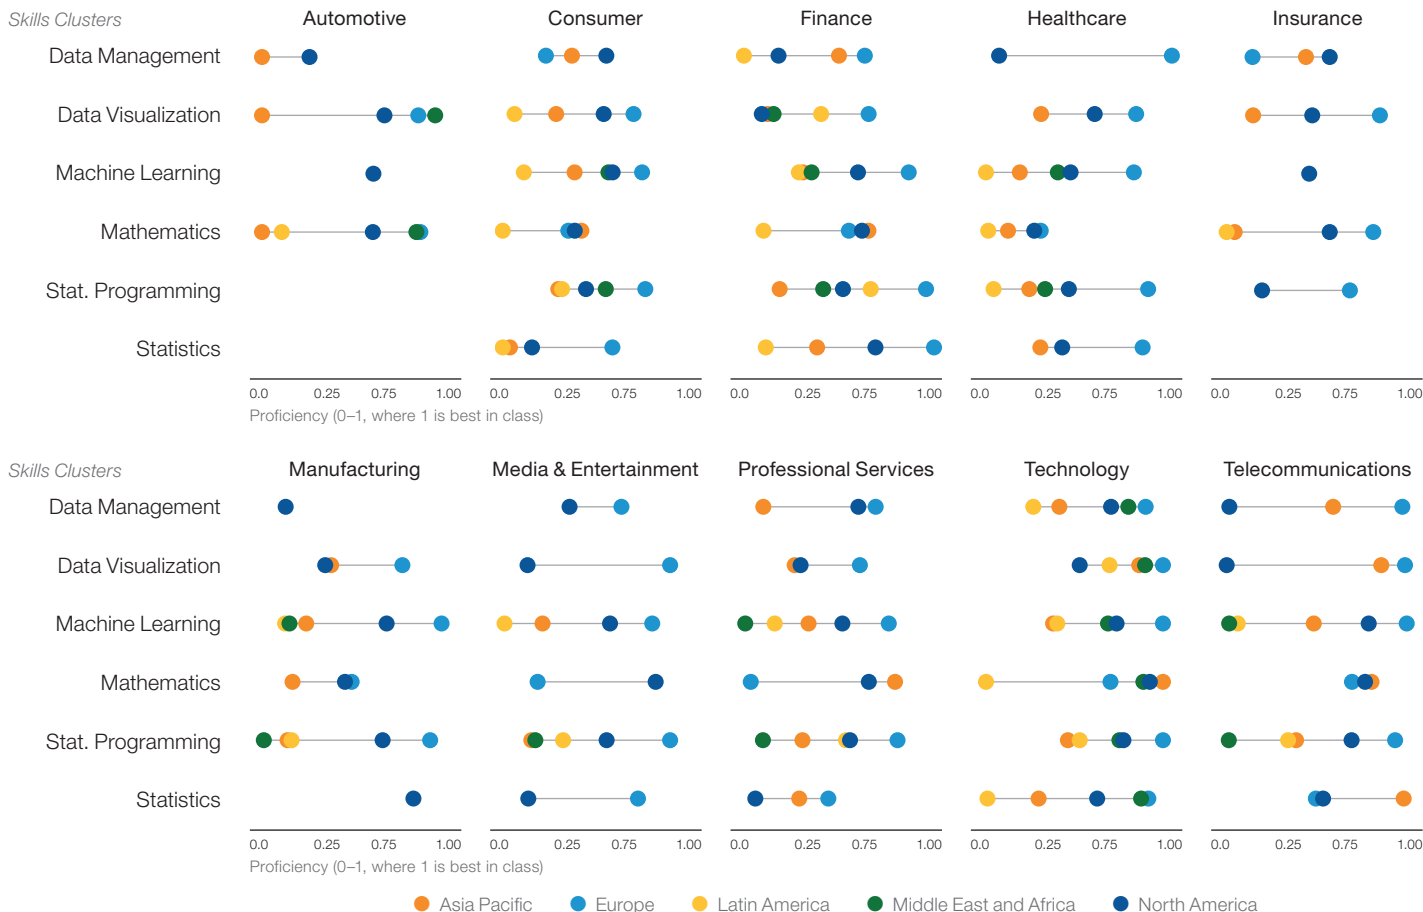 Skills Clusters Automotive Consumer Finance Healthcare Insurance
Data Management
Data Visualization
Machine Learning
Mathematics
Stat. Programming
Statistics
0.0 0.25 0.75 1.00 0.0 0.25 0.75 1.00 0.0 0.25 0.75 1.00 0.0 0.25 0.75 1.00 0.0 0.25 0.75 1.00
Proficiency (0–1, where 1 is best in class)
Skills Clusters Manufacturing Media & Entertainment Professional Services Technology Telecommunications
Data Management
Data Visualization
Machine Learning
Mathematics
Stat. Programming
Statistics
0.0 0.25 0.75 1.00 0.0 0.25 0.75 1.00 0.0 0.25 0.75 1.00 0.0 0.25 0.75 1.00 0.0 0.25 0.75 1.00
Proficiency (0–1, where 1 is best in class)
Asia Pacific Europe Latin America Middle East and Africa North America